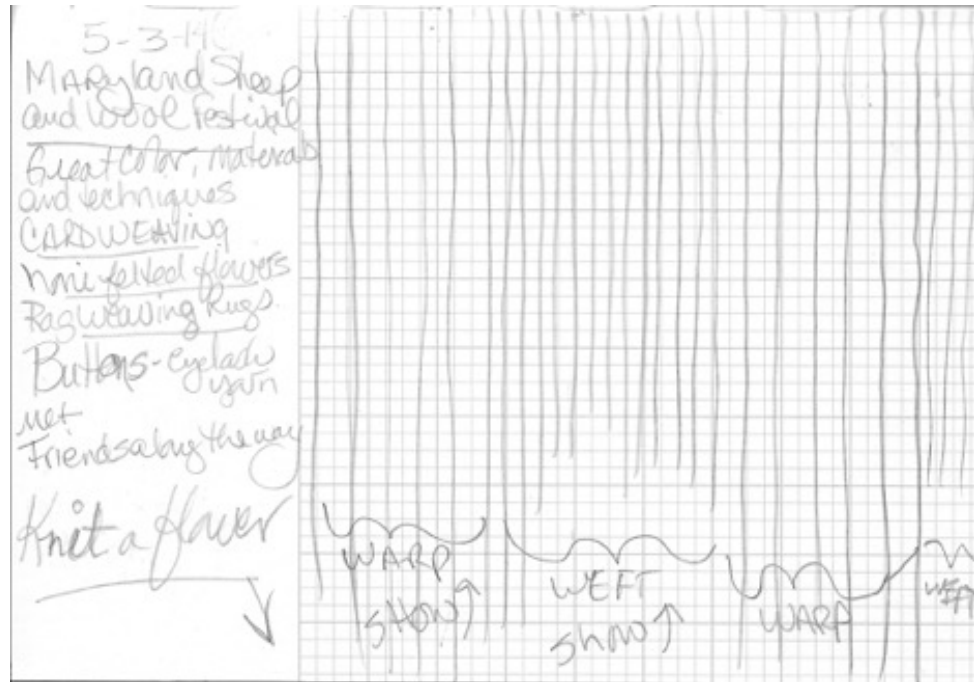 5-3-14
MARyland Sheep
and Wool Festival
Great Color, Materials
and techniques
CARDWEAVING
felted flowers
RagWeaving Rugs.
Buttons-eyelash
yarn
met
Friends along the way
Knit a flower
WARP
SHOW
WEFT
Show
WARP
WEFT